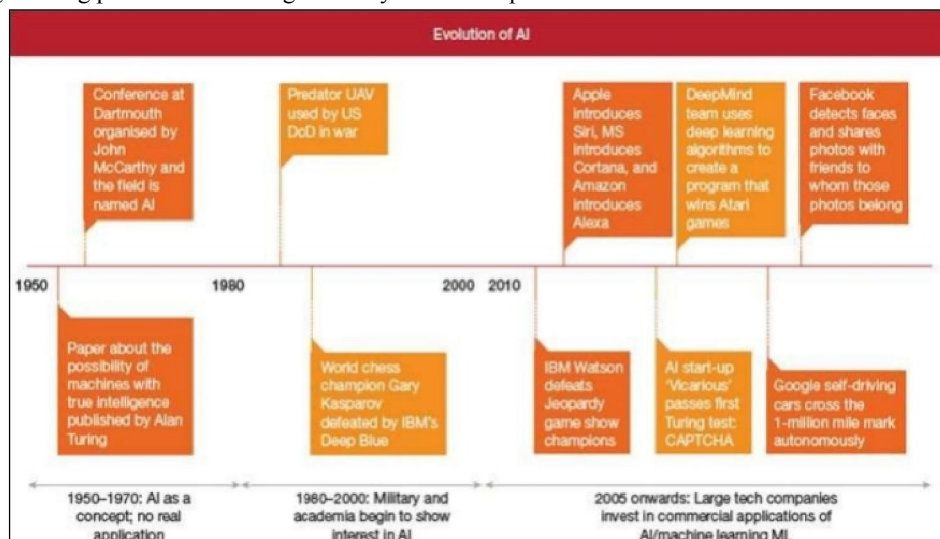 Evolution of AI
Conference at
Dartmouth
organised by
John
McCarthy and
the field is
named AI
Predator UAV
used by US
DoD in war
Apple
introduces
Siri, MS
introduces
Cortana, and
Amazon
introduces
Alexa
DeepMind
team uses
deep learning
algorithms to
create a
program that
wins Atari
games
Facebook
detects faces
and shares
photos with
friends to
whom those
photos belong
1950
1980
2000
2010
Paper about the
possibility of
machines with
true intelligence
published by Alan
Turing
World chess
champion Gary
Kasparov
defeated by IBM's
Deep Blue
IBM Watson
defeats
Jeopardy
game show
champions
AI start-up
'Vicarious'
passes first
Turing test:
CAPTCHA
Google self-driving
cars cross the
1-million mile mark
autonomously
1950–1970: AI as a
concept; no real
application
1960–2000: Military and
academia begin to show
interest in AI
2005 onwards: Large tech companies
invest in commercial applications of
AI/machine learning ML